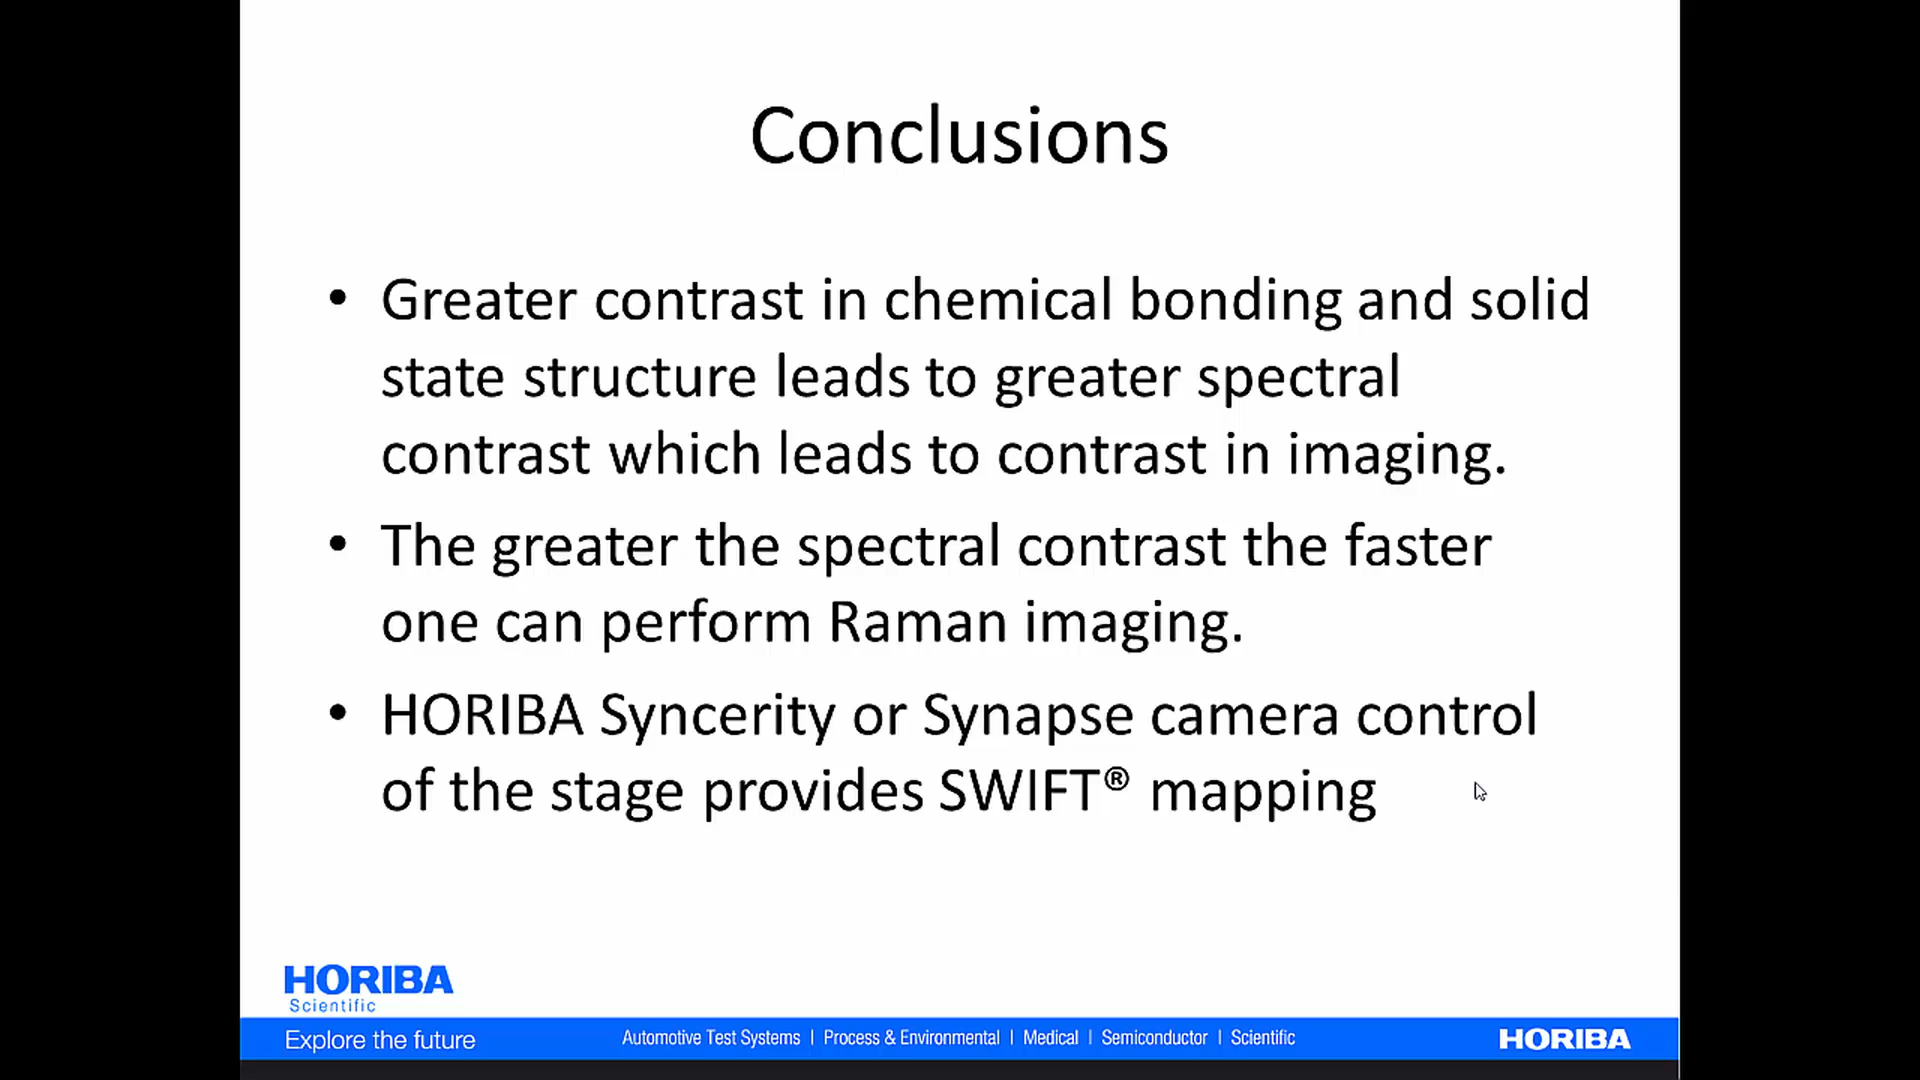 Conclusions
• Greater contrast in chemical bonding and solid
state structure leads to greater spectral
contrast which leads to contrast in imaging.
• The greater the spectral contrast the faster
one can perform Raman imaging.
• HORIBA Syncerity or Synapse camera control
of the stage provides SWIFT® mapping
HORIBA
Scientific
Explore the future
Automotive Test Systems | Process & Environmental | Medical | Semiconductor | Scientific
HORIBA